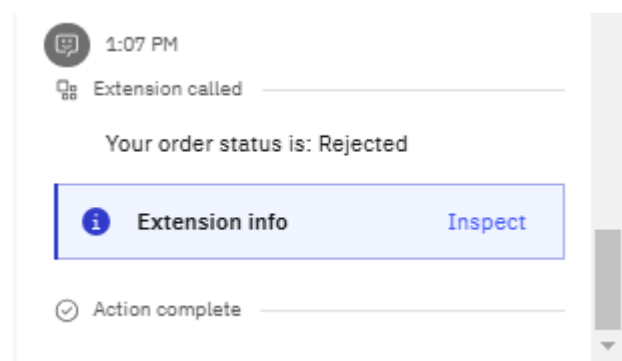 1:07 PM
Extension called
Your order status is: Rejected
Extension info Inspect
Action complete